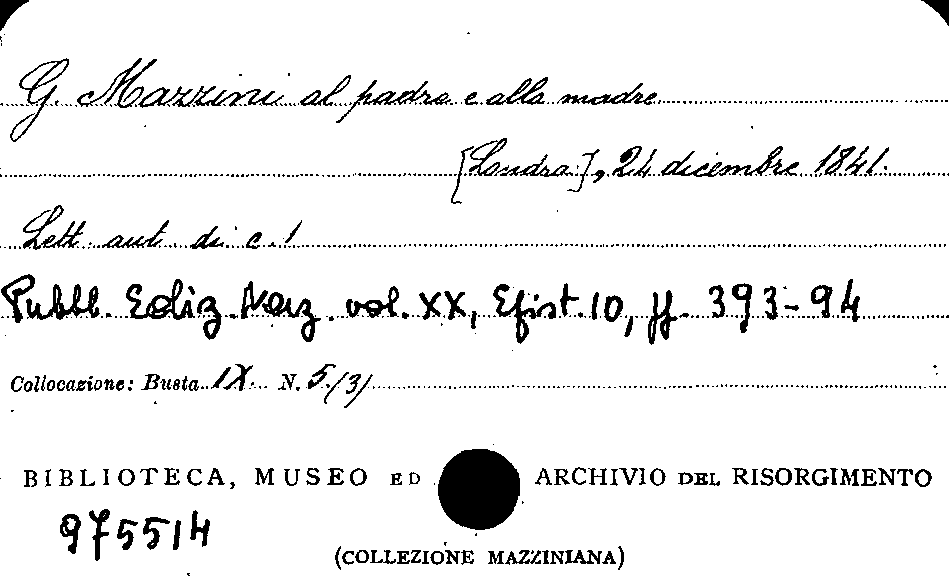 G. Mazzini al padre e alla madre
[Londra], 24 dicembre 1841.
Lett. aut. di c. 1
Pubbl. Ediz. Naz. vol. XX, Epist. 10, pp. 393-94
Collocazione: Busta IX N. 5/(3)
BIBLIOTECA, MUSEO ED ARCHIVIO DEL RISORGIMENTO
975514
(COLLEZIONE MAZZINIANA)